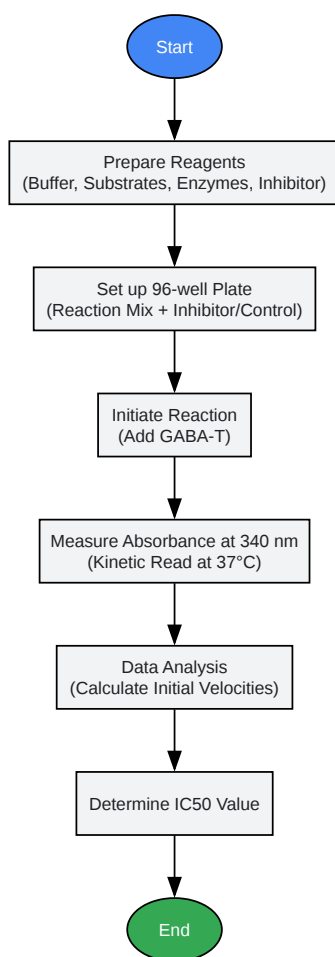 Start
Prepare Reagents
(Buffer, Substrates, Enzymes, Inhibitor)
Set up 96-well Plate
(Reaction Mix + Inhibitor/Control)
Initiate Reaction
(Add GABA-T)
Measure Absorbance at 340 nm
(Kinetic Read at 37°C)
Data Analysis
(Calculate Initial Velocities)
Determine IC50 Value
End